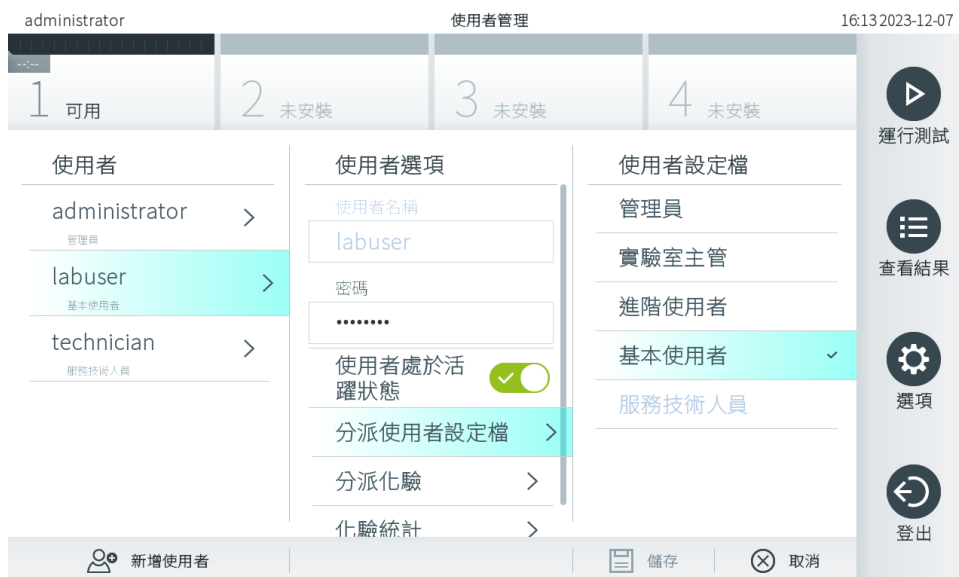 administrator
使用者管理
16:13 2023-12-07
--:--
1 可用
2 未安裝
3 未安裝
4 未安裝
運行測試
查看結果
選項
登出
使用者
administrator
管理員
labuser
基本使用者
technician
服務技術人員
使用者選項
使用者名稱
labuser
密碼
••••••••
使用者處於活
躍狀態
分派使用者設定檔
分派化驗
化驗統計
使用者設定檔
管理員
實驗室主管
進階使用者
基本使用者
服務技術人員
新增使用者
儲存
取消